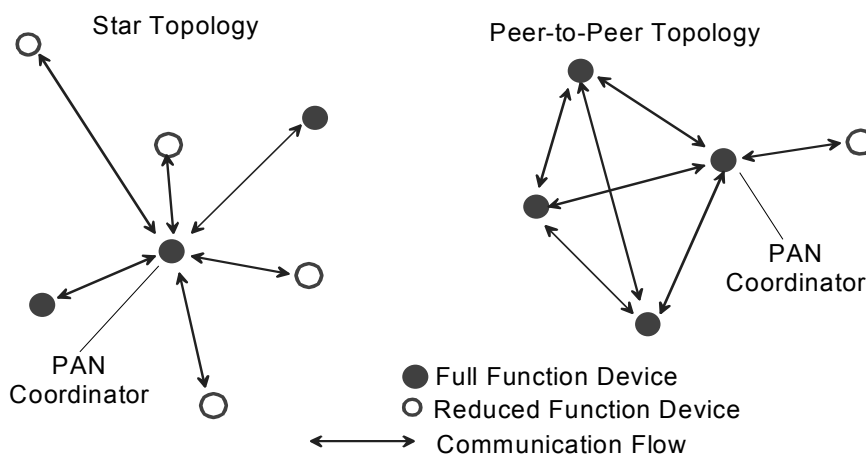 Star Topology
Peer-to-Peer Topology
PAN
Coordinator
PAN
Coordinator
Full Function Device
Reduced Function Device
Communication Flow